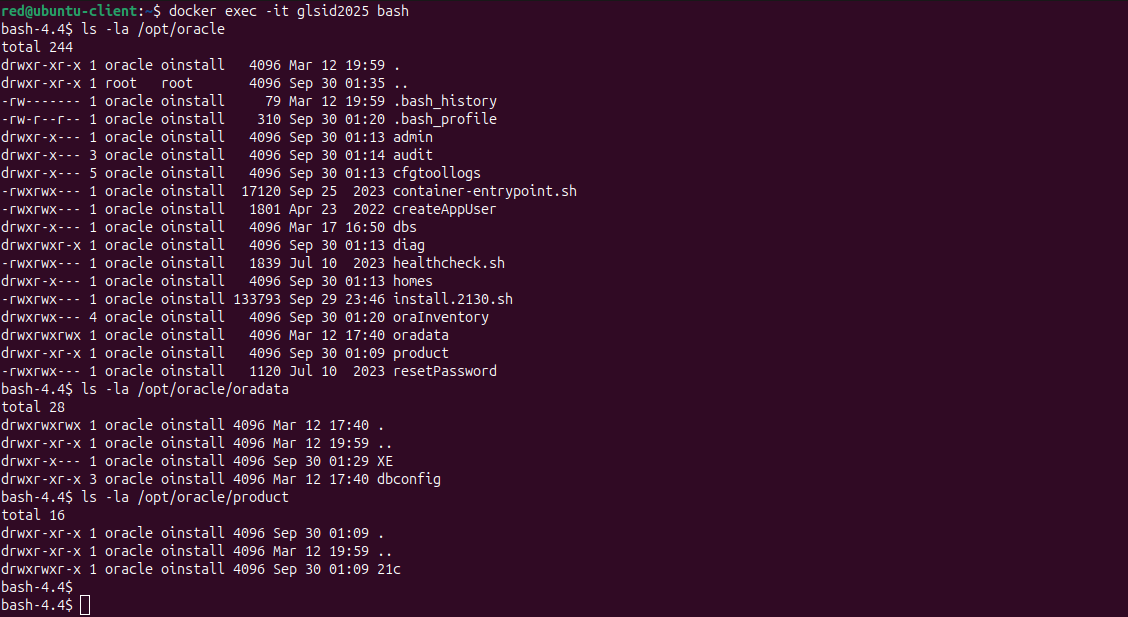 red@ubuntu-client:~$ docker exec -it glsid2025 bash
bash-4.4$ ls -la /opt/oracle
total 244
drwxr-xr-x 1 oracle oinstall   4096 Mar 12 19:59 .
drwxr-xr-x 1 root   root       4096 Sep 30 01:35 ..
-rw------- 1 oracle oinstall     79 Mar 12 19:59 .bash_history
-rw-r--r-- 1 oracle oinstall    310 Sep 30 01:20 .bash_profile
drwxr-x--- 1 oracle oinstall   4096 Sep 30 01:13 admin
drwxr-x--- 3 oracle oinstall   4096 Sep 30 01:14 audit
drwxr-x--- 5 oracle oinstall   4096 Sep 30 01:13 cfgtoollogs
-rwxrwx--- 1 oracle oinstall  17120 Sep 25  2023 container-entrypoint.sh
-rwxrwx--- 1 oracle oinstall   1801 Apr 23  2022 createAppUser
drwxr-x--- 1 oracle oinstall   4096 Mar 17 16:50 dbs
drwxrwxr-x 1 oracle oinstall   4096 Sep 30 01:13 diag
-rwxrwx--- 1 oracle oinstall   1839 Jul 10  2023 healthcheck.sh
drwxr-x--- 1 oracle oinstall   4096 Sep 30 01:13 homes
-rwxrwx--- 1 oracle oinstall 133793 Sep 29 23:46 install.2130.sh
drwxrwx--- 4 oracle oinstall   4096 Sep 30 01:20 oraInventory
drwxrwxrwx 1 oracle oinstall   4096 Mar 12 17:40 oradata
drwxr-xr-x 1 oracle oinstall   4096 Sep 30 01:09 product
-rwxrwx--- 1 oracle oinstall   1120 Jul 10  2023 resetPassword
bash-4.4$ ls -la /opt/oracle/oradata
total 28
drwxrwxrwx 1 oracle oinstall 4096 Mar 12 17:40 .
drwxr-xr-x 1 oracle oinstall 4096 Mar 12 19:59 ..
drwxr-x--- 1 oracle oinstall 4096 Sep 30 01:29 XE
drwxr-xr-x 3 oracle oinstall 4096 Mar 12 17:40 dbconfig
bash-4.4$ ls -la /opt/oracle/product
total 16
drwxr-xr-x 1 oracle oinstall 4096 Sep 30 01:09 .
drwxr-xr-x 1 oracle oinstall 4096 Mar 12 19:59 ..
drwxrwxr-x 1 oracle oinstall 4096 Sep 30 01:09 21c
bash-4.4$
bash-4.4$